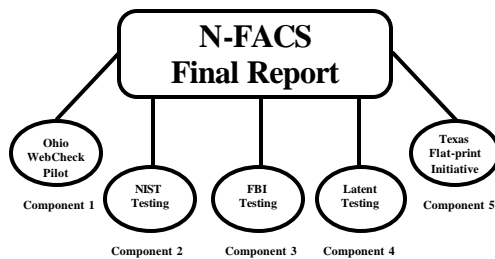 N-FACS
Final Report
Ohio
WebCheck
Pilot
Component 1
NIST
Testing
Component 2
FBI
Testing
Component 3
Latent
Testing
Component 4
Texas
Flat-print
Initiative
Component 5